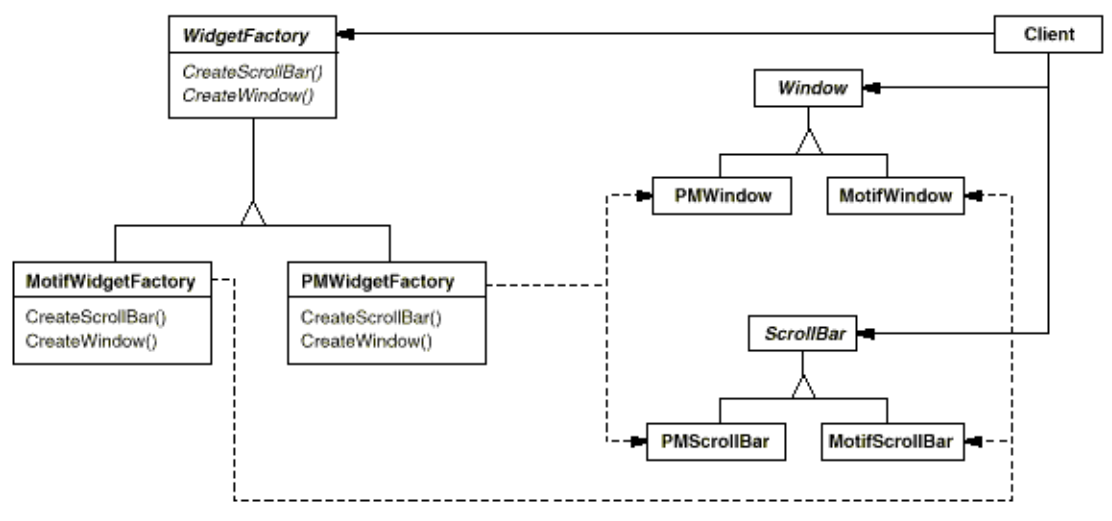 WidgetFactory
CreateScrollBar()
CreateWindow()
Client
Window
PMWindow
MotifWindow
MotifWidgetFactory
CreateScrollBar()
CreateWindow()
PMWidgetFactory
CreateScrollBar()
CreateWindow()
ScrollBar
PMScrollBar
MotifScrollBar